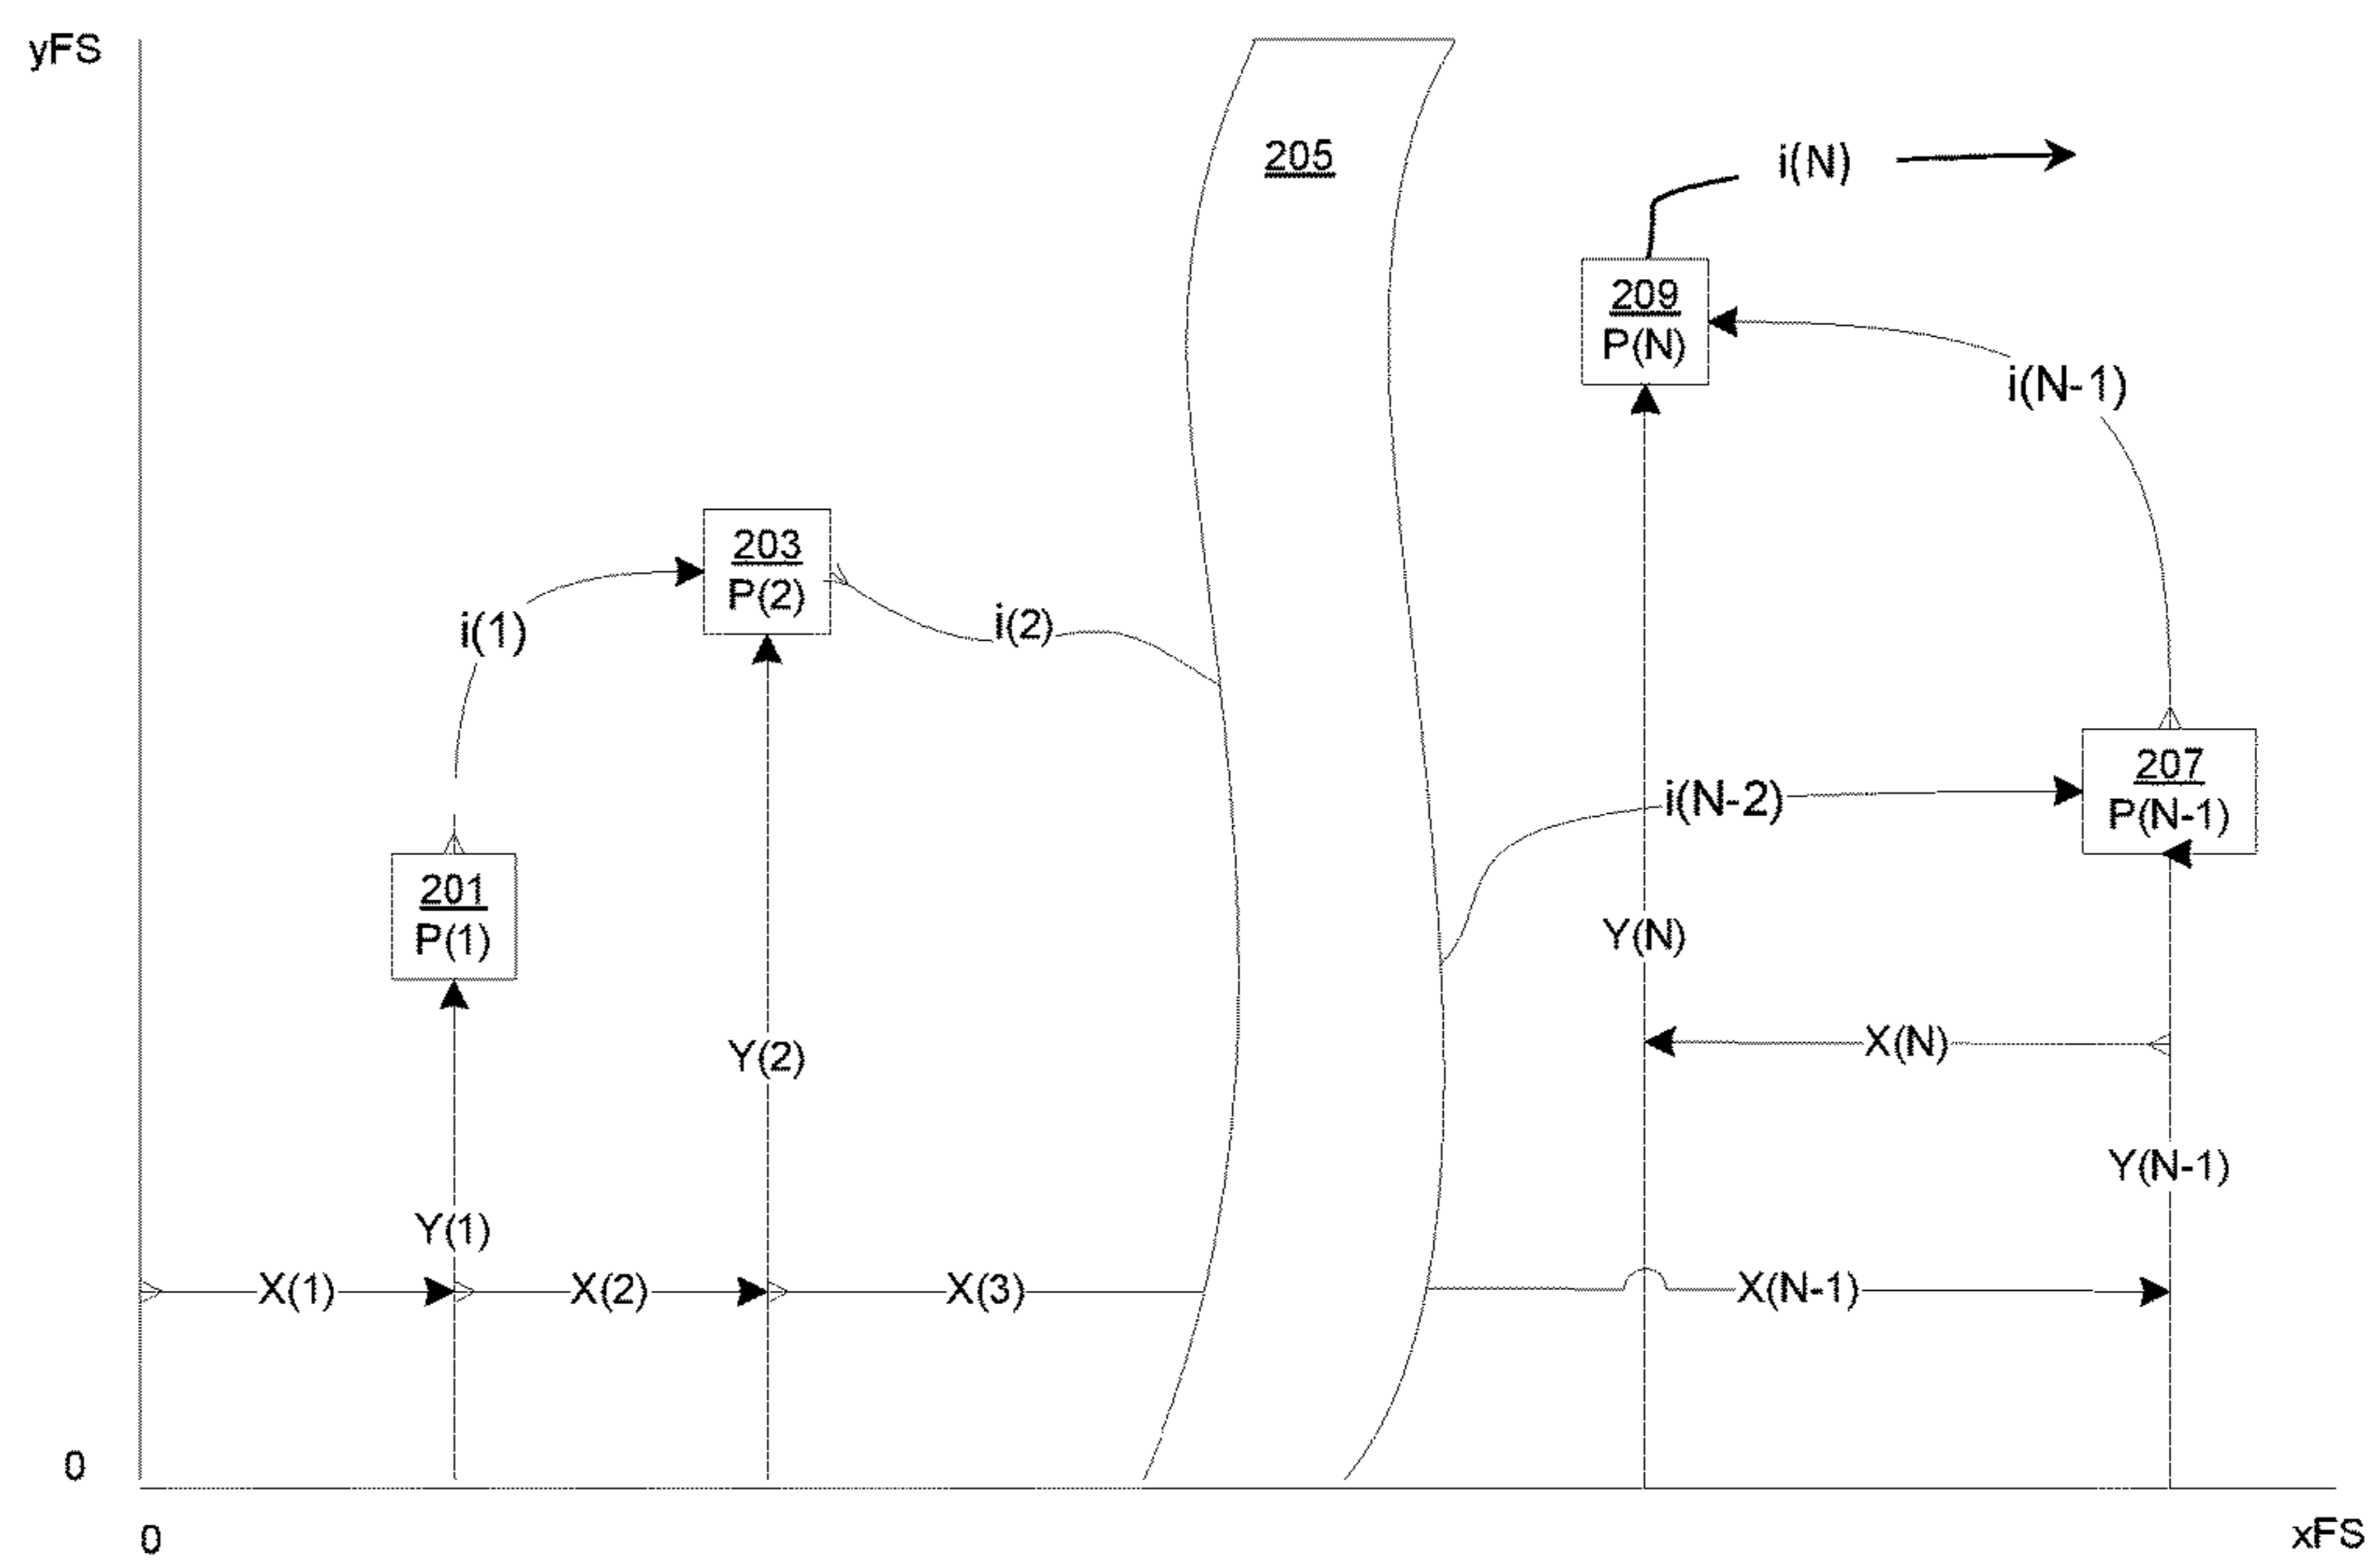 yFS
205
i(N)
209
P(N)
i(N-1)
203
P(2)
i(1)
i(2)
207
P(N-1)
i(N-2)
201
P(1)
Y(N)
X(N)
Y(2)
Y(N-1)
Y(1)
X(1)
X(2)
X(3)
X(N-1)
0
0
xFS